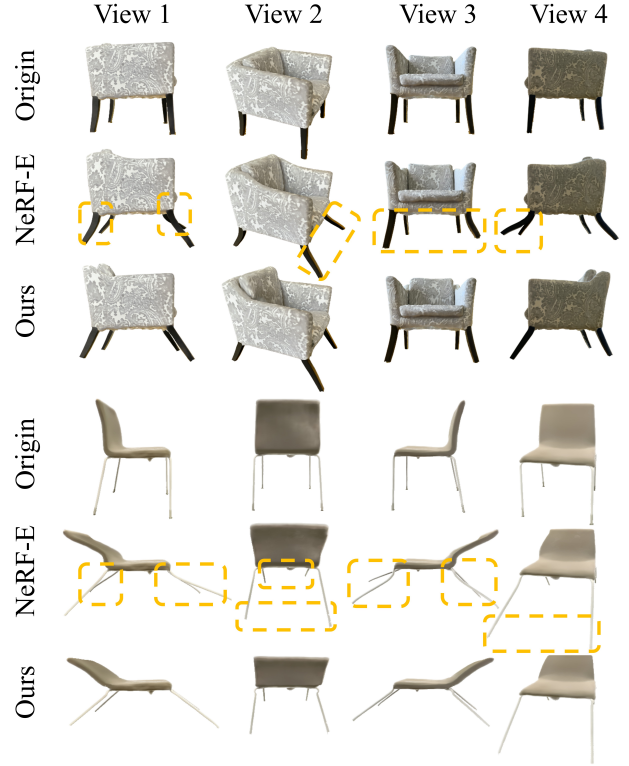 View 1 View 2 View 3 View 4
Origin
NeRF-E
Ours
Origin
NeRF-E
Ours